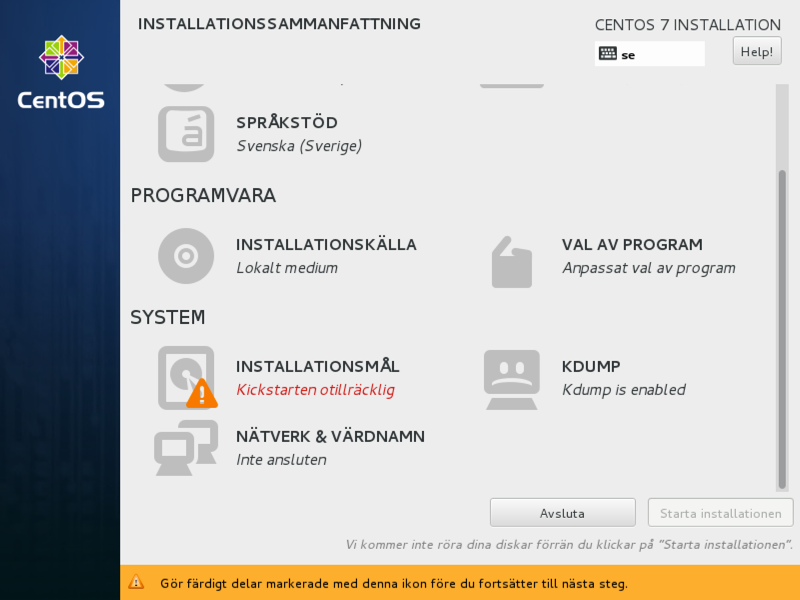 INSTALLATIONSSAMMANFATTNING
CENTOS 7 INSTALLATION
se
Help!
CentOS
SPRÅKSTÖD
Svenska (Sverige)
PROGRAMVARA
INSTALLATIONSKÄLLA
Lokalt medium
VAL AV PROGRAM
Anpassat val av program
SYSTEM
INSTALLATIONSMÅL
Kickstarten otillräcklig
KDUMP
Kdump is enabled
NÄTVERK & VÄRDNAMN
Inte ansluten
Avsluta
Starta installationen
Vi kommer inte röra dina diskar förrän du klickar på "Starta installationen".
Gör färdigt delar markerade med denna ikon före du fortsätter till nästa steg.